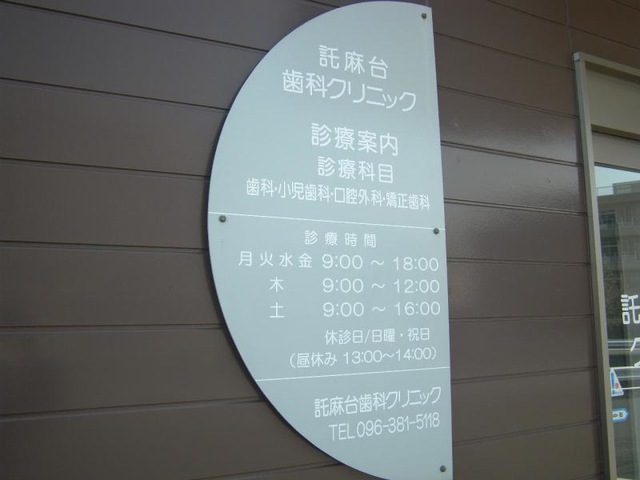 託麻台
歯科クリニック
診療案内
診療科目
歯科・小児歯科・口腔外科・矯正歯科
診療時間
月火水金 9:00 〜 18:00
木 9:00 〜 12:00
土 9:00 〜 16:00
休診日/日曜・祝日
(昼休み 13:00〜14:00)
託麻台歯科クリニック
TEL 096-381-5118
託